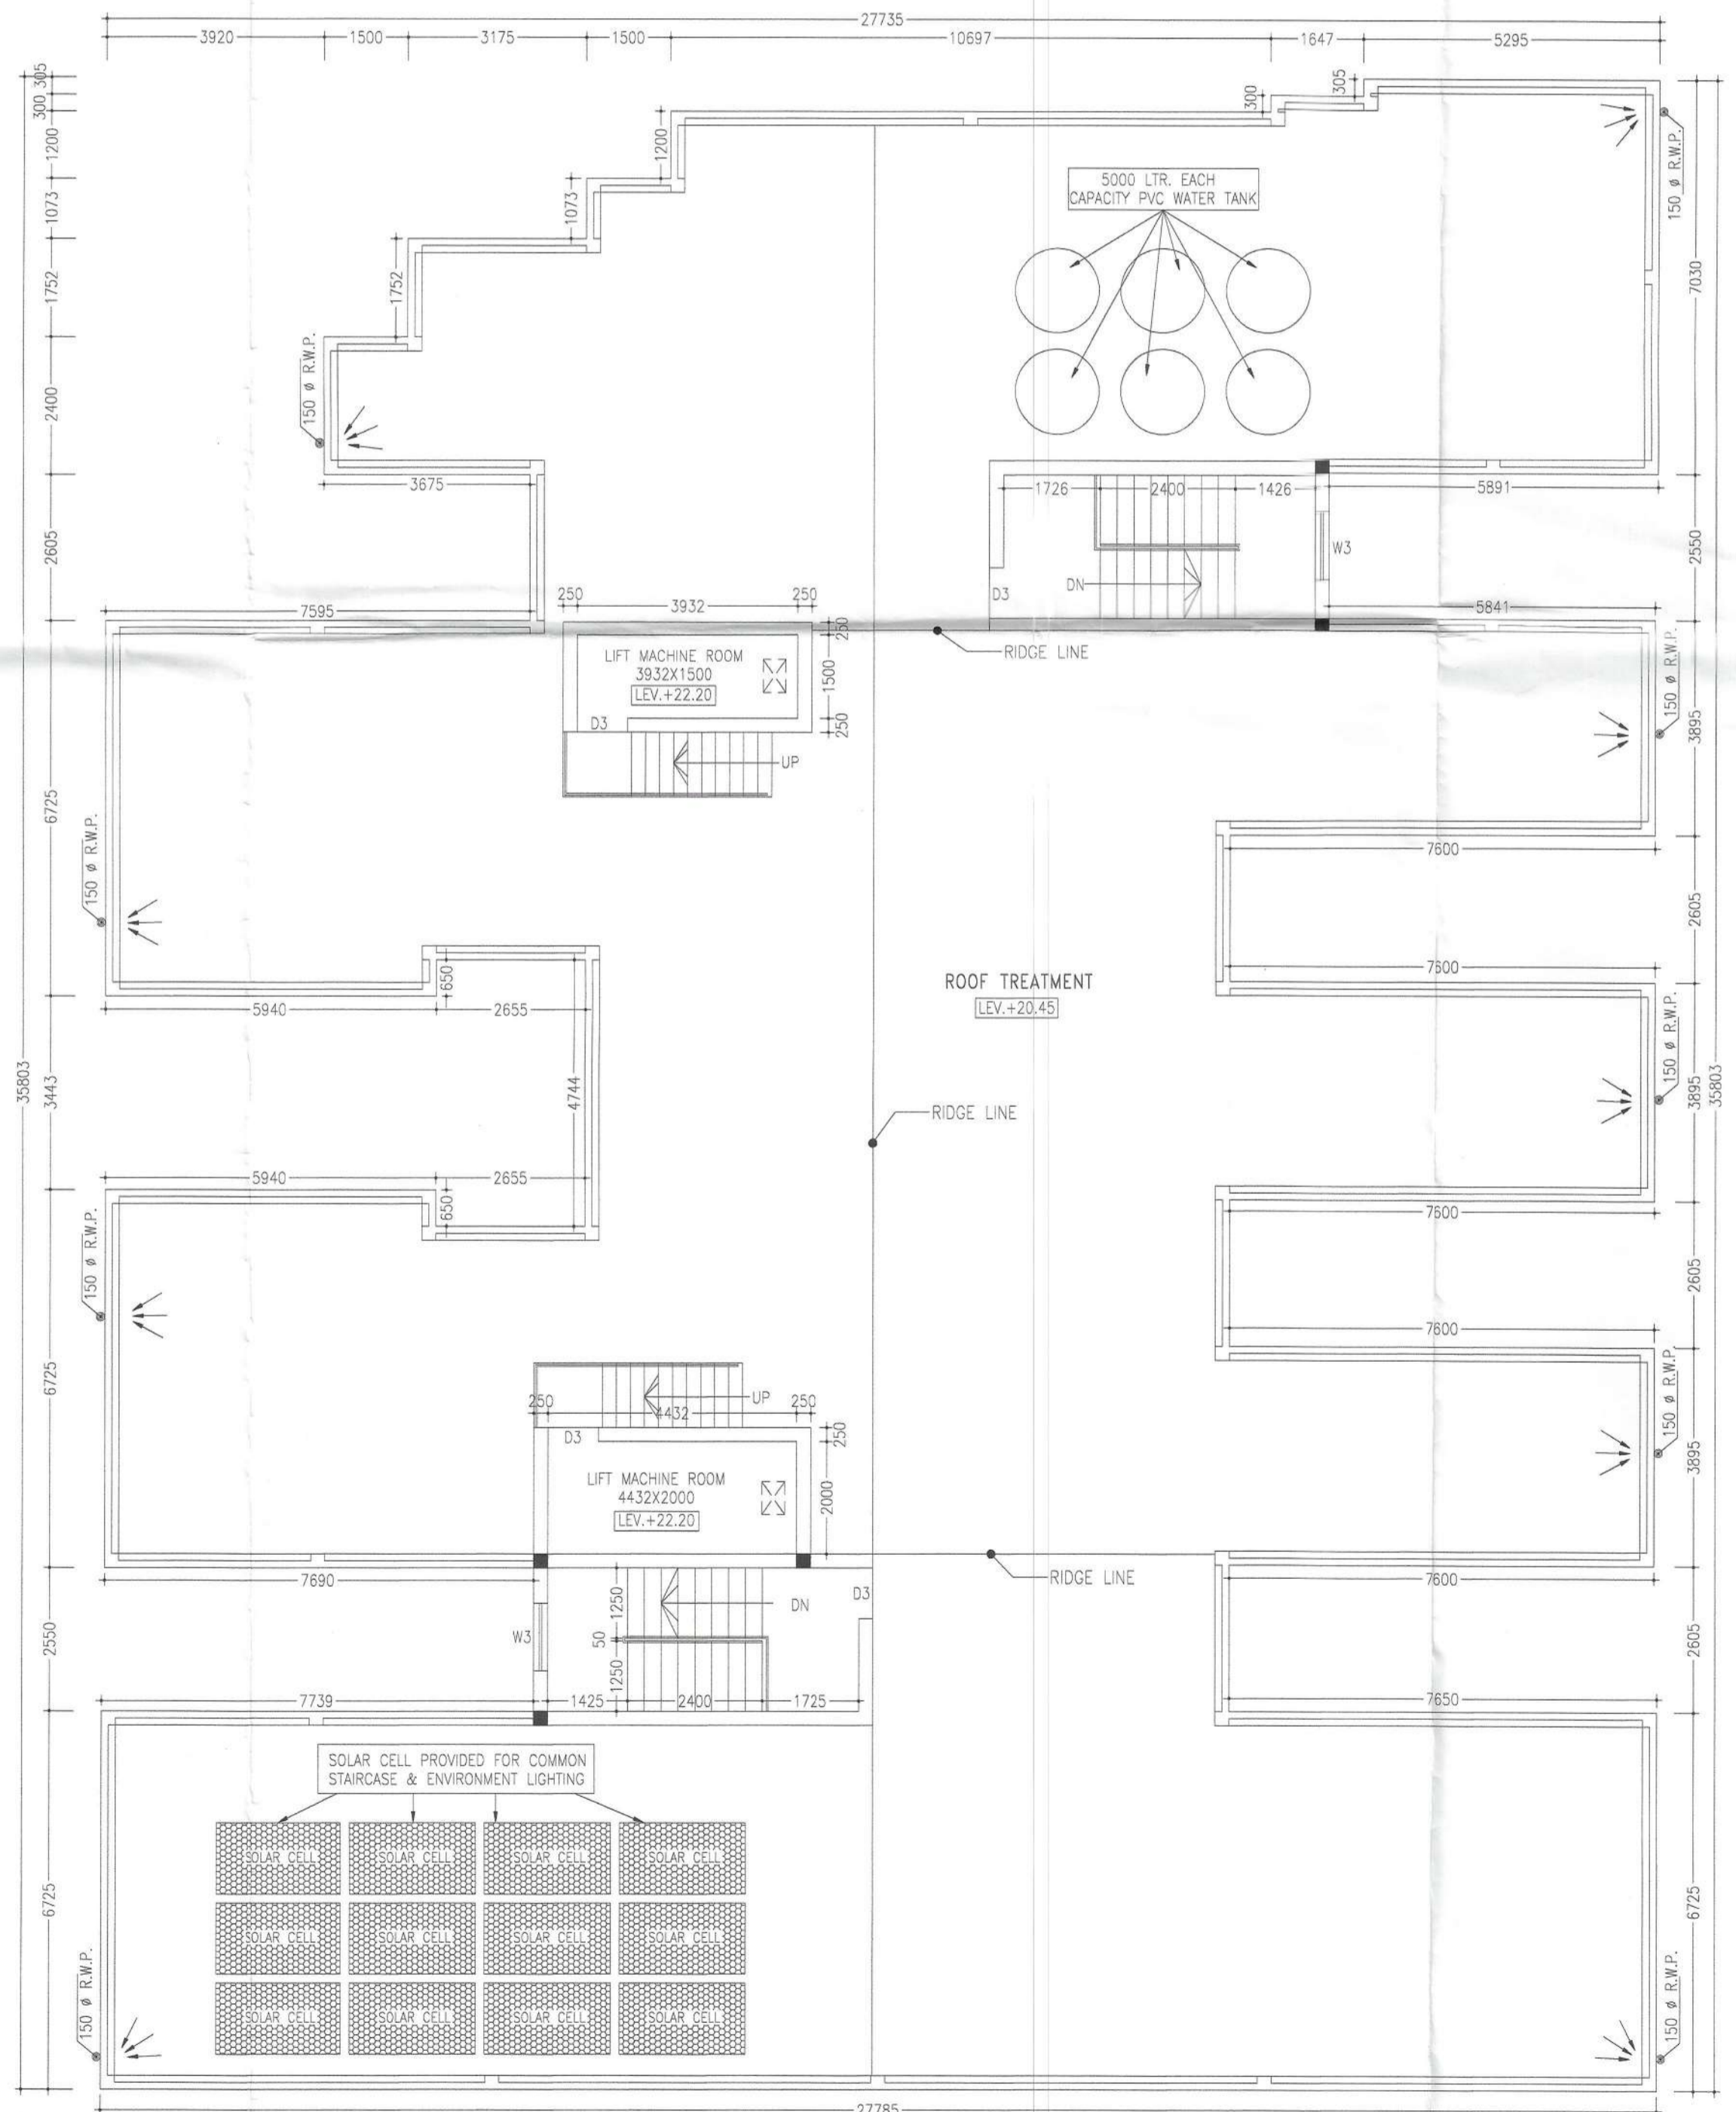 27735
3920 1500 3175 1500 10697 1647 5295
305
300
1200
1073
1752
2400
2605
6725
3443
6725
2550
6725
35803
1200
1073
1752
300
305
5000 LTR. EACH
CAPACITY PVC WATER TANK
150 ø R.W.P.
7030
150 ø R.W.P.
3675
1726 2400 1426
5891
2550
W3
D3
DN
7595
250 3932 250
5841
RIDGE LINE
LIFT MACHINE ROOM
3932X1500
LEV.+22.20
250
1500
250
D3
UP
150 ø R.W.P.
3895
7600
150 ø R.W.P.
2605
7600
650
5940 2655
ROOF TREATMENT
LEV.+20.45
150 ø R.W.P.
3895
35803
4744
RIDGE LINE
5940 2655
650
7600
150 ø R.W.P.
2605
7600
150 ø R.W.P.
3895
UP
250 4432 250
D3
250
LIFT MACHINE ROOM
4432X2000
LEV.+22.20
2000
RIDGE LINE
7690
7600
1250
50
1250
DN
D3
W3
2605
7739 1425 2400 1725
7650
SOLAR CELL PROVIDED FOR COMMON
STAIRCASE & ENVIRONMENT LIGHTING
SOLAR CELL SOLAR CELL SOLAR CELL SOLAR CELL
SOLAR CELL SOLAR CELL SOLAR CELL SOLAR CELL
SOLAR CELL SOLAR CELL SOLAR CELL SOLAR CELL
6725
150 ø R.W.P.
150 ø R.W.P.
27785